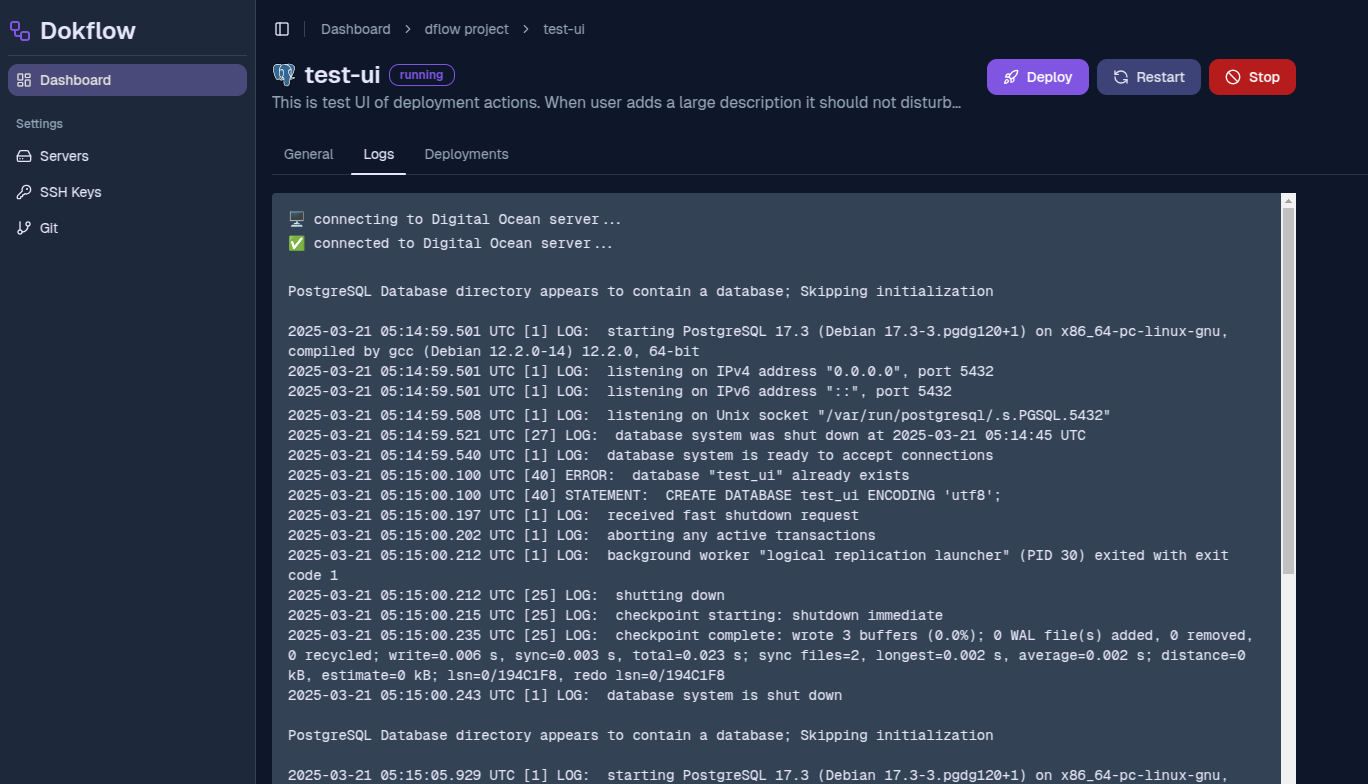 Dokflow
Dashboard
Settings
Servers
SSH Keys
Git
Dashboard > dflow project > test-ui
test-ui running
This is test UI of deployment actions. When user adds a large description it should not disturb...
Deploy Restart Stop
General Logs Deployments
🖥️ connecting to Digital Ocean server...
✅ connected to Digital Ocean server...
PostgreSQL Database directory appears to contain a database; Skipping initialization
2025-03-21 05:14:59.501 UTC [1] LOG:  starting PostgreSQL 17.3 (Debian 17.3-3.pgdg120+1) on x86_64-pc-linux-gnu,
compiled by gcc (Debian 12.2.0-14) 12.2.0, 64-bit
2025-03-21 05:14:59.501 UTC [1] LOG:  listening on IPv4 address "0.0.0.0", port 5432
2025-03-21 05:14:59.501 UTC [1] LOG:  listening on IPv6 address "::", port 5432
2025-03-21 05:14:59.508 UTC [1] LOG:  listening on Unix socket "/var/run/postgresql/.s.PGSQL.5432"
2025-03-21 05:14:59.521 UTC [27] LOG:  database system was shut down at 2025-03-21 05:14:45 UTC
2025-03-21 05:14:59.540 UTC [1] LOG:  database system is ready to accept connections
2025-03-21 05:15:00.100 UTC [40] ERROR:  database "test_ui" already exists
2025-03-21 05:15:00.100 UTC [40] STATEMENT:  CREATE DATABASE test_ui ENCODING 'utf8';
2025-03-21 05:15:00.197 UTC [1] LOG:  received fast shutdown request
2025-03-21 05:15:00.202 UTC [1] LOG:  aborting any active transactions
2025-03-21 05:15:00.212 UTC [1] LOG:  background worker "logical replication launcher" (PID 30) exited with exit
code 1
2025-03-21 05:15:00.212 UTC [25] LOG:  shutting down
2025-03-21 05:15:00.215 UTC [25] LOG:  checkpoint starting: shutdown immediate
2025-03-21 05:15:00.235 UTC [25] LOG:  checkpoint complete: wrote 3 buffers (0.0%); 0 WAL file(s) added, 0 removed,
0 recycled; write=0.006 s, sync=0.003 s, total=0.023 s; sync files=2, longest=0.002 s, average=0.002 s; distance=0
kB, estimate=0 kB; lsn=0/194C1F8, redo lsn=0/194C1F8
2025-03-21 05:15:00.243 UTC [1] LOG:  database system is shut down
PostgreSQL Database directory appears to contain a database; Skipping initialization
2025-03-21 05:15:05.929 UTC [1] LOG:  starting PostgreSQL 17.3 (Debian 17.3-3.pgdg120+1) on x86_64-pc-linux-gnu,